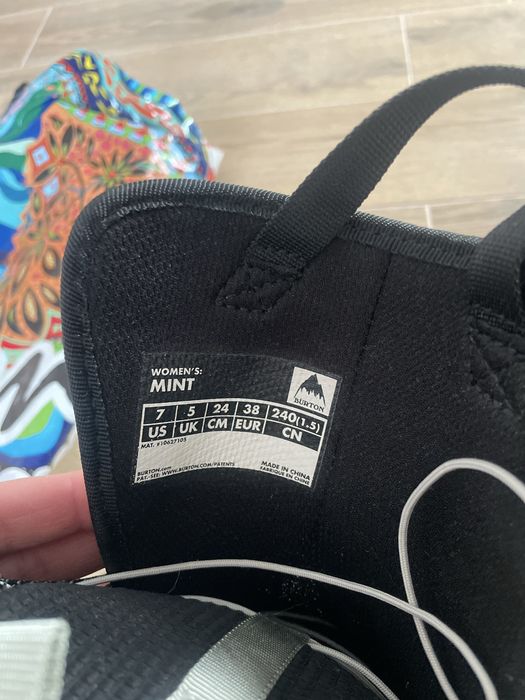 WOMEN'S:
MINT
BURTON
7 5 24 38 240(1.5)
US UK CM EUR CN
MAT. #10627105
BURTON.com
PAT.-SEE: WWW.BURTON.COM/PATENTS
MADE IN CHINA
FABRIQUE EN CHINE